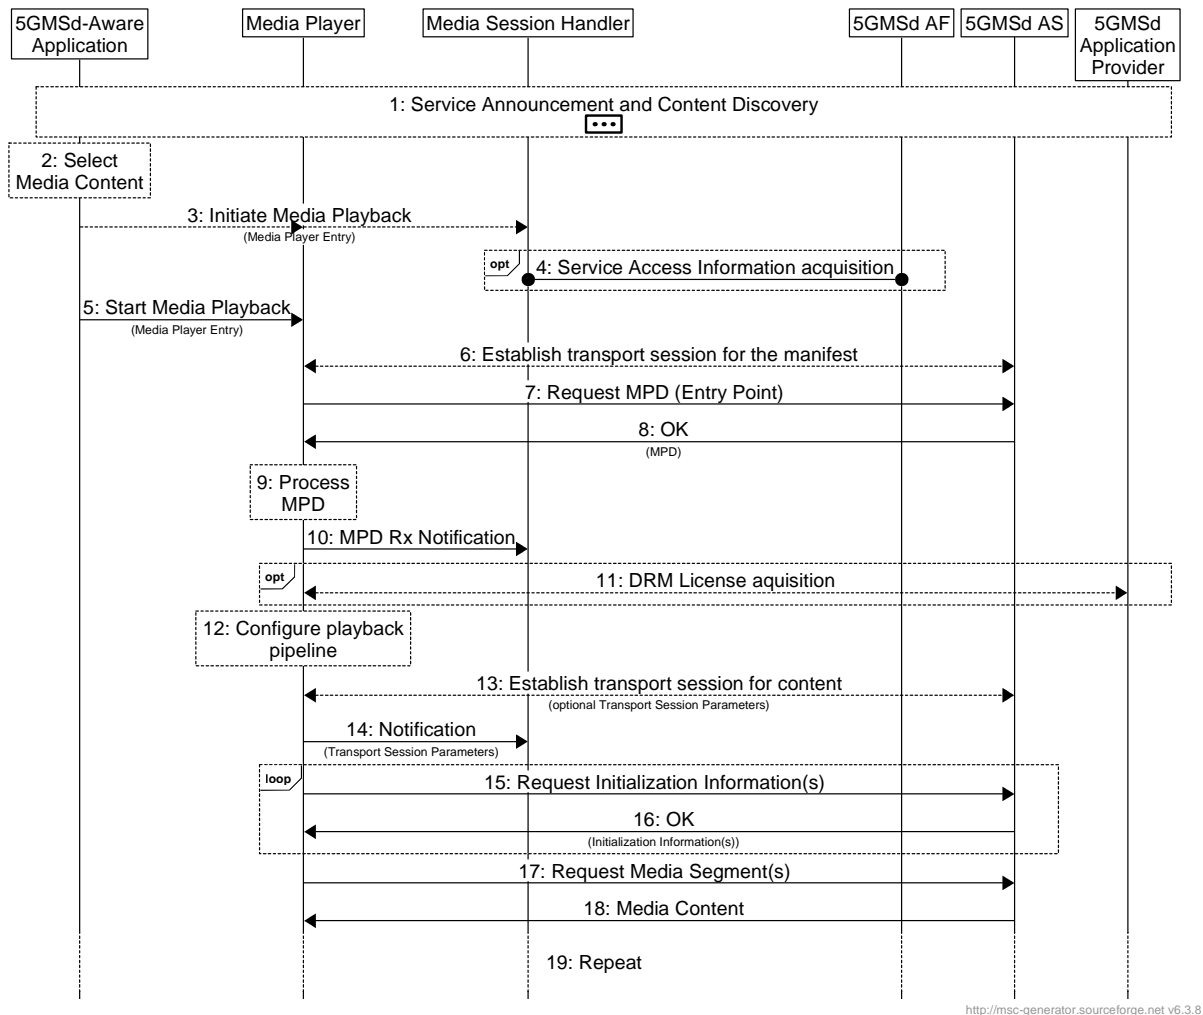 5GMSd-Aware
Application
Media Player
Media Session Handler
5GMSd AF
5GMSd AS
5GMSd
Application
Provider
1: Service Announcement and Content Discovery
2: Select
Media Content
3: Initiate Media Playback
(Media Player Entry)
opt
4: Service Access Information acquisition
5: Start Media Playback
(Media Player Entry)
6: Establish transport session for the manifest
7: Request MPD (Entry Point)
8: OK
(MPD)
9: Process
MPD
10: MPD Rx Notification
opt
11: DRM License aquisition
12: Configure playback
pipeline
13: Establish transport session for content
(optional Transport Session Parameters)
14: Notification
(Transport Session Parameters)
loop
15: Request Initialization Information(s)
16: OK
(Initialization Information(s))
17: Request Media Segment(s)
18: Media Content
19: Repeat
http://msc-generator.sourceforge.net v6.3.8